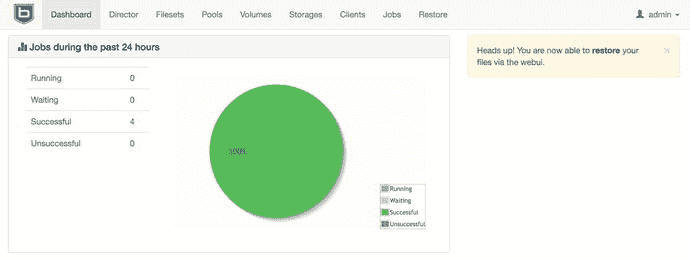 Dashboard Director Filesets Pools Volumes Storages Clients Jobs Restore admin
Jobs during the past 24 hours
Running 0
Waiting 0
Successful 4
Unsuccessful 0
100%
Running
Waiting
Successful
Unsuccessful
Heads up! You are now able to restore your
files via the webui.